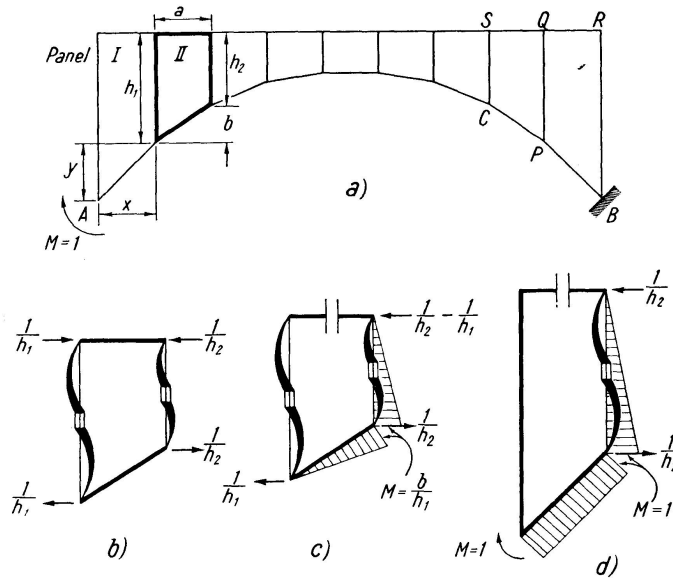 a
S
Q
R
Panel
I
II
h₁
h₂
b
C
P
y
a)
A
x
B
M=1
1/h₁
1/h₂
1/h₂
1/h₁
b)
1/h₂ - 1/h₁
1/h₂
1/h₁
M = b/h₁
c)
1/h₂
1/h
M=1
M=1
d)